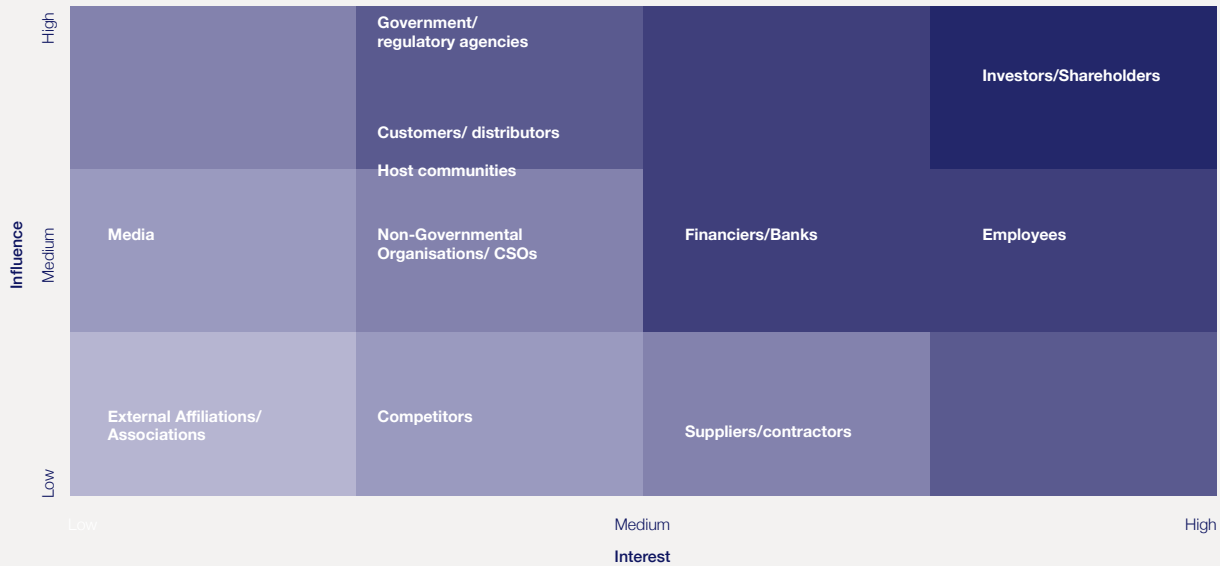 High
Government/
regulatory agencies
Investors/Shareholders
Customers/ distributors
Host communities
Influence
Medium
Media
Non-Governmental
Organisations/ CSOs
Financiers/Banks
Employees
External Affiliations/
Associations
Competitors
Suppliers/contractors
Low
Low
Medium
High
Interest